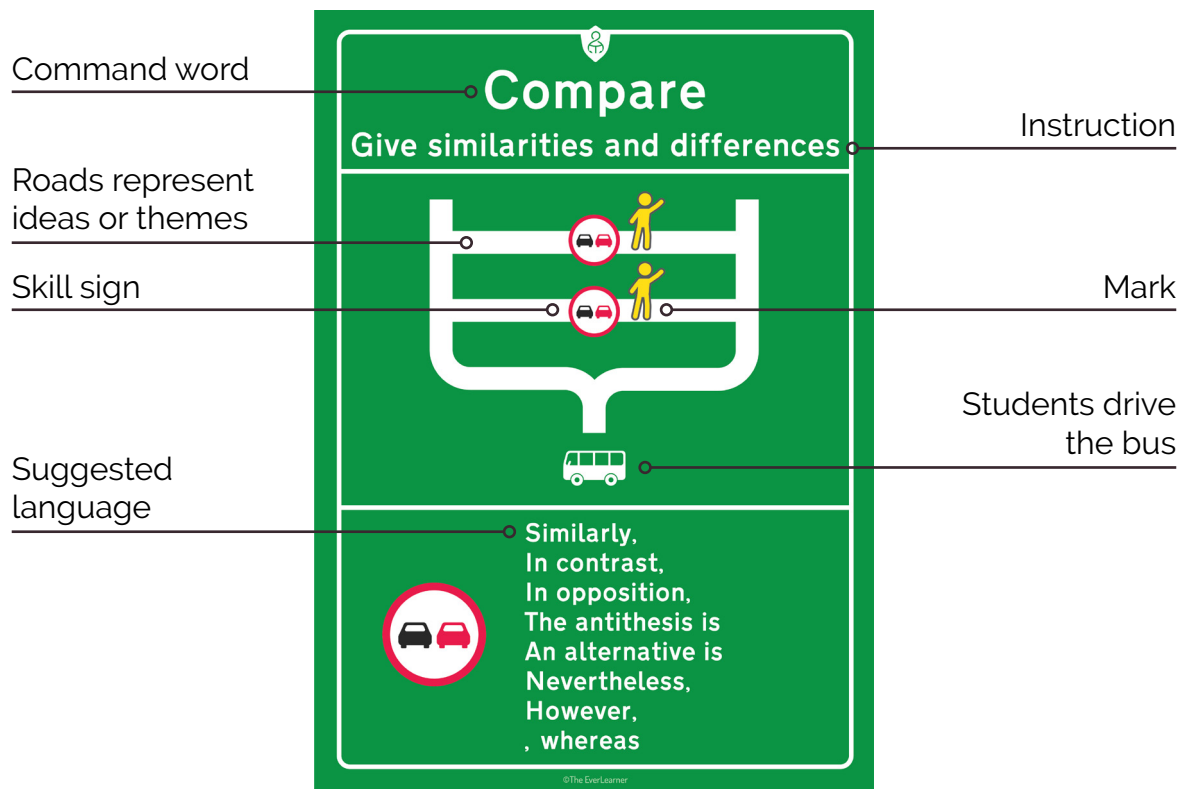 Command word
Compare
Give similarities and differences
Instruction
Roads represent
ideas or themes
Skill sign
Mark
Students drive
the bus
Suggested
language
Similarly,
In contrast,
In opposition,
The antithesis is
An alternative is
Nevertheless,
However,
, whereas
©The EverLearner